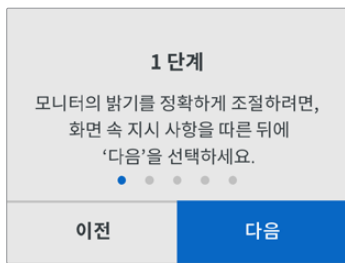 1 단계
모니터의 밝기를 정확하게 조절하려면,
화면 속 지시 사항을 따른 뒤에
‘다음’을 선택하세요.
이전
다음